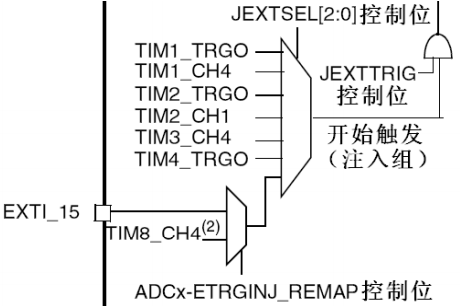 JEXTSEL[2:0]控制位
TIM1_TRGO
TIM1_CH4
TIM2_TRGO
JEXTTRIG
控制位
TIM2_CH1
TIM3_CH4
TIM4_TRGO
开始触发
（注入组）
EXTI_15
TIM8_CH4(2)
ADCx-ETRGINJ_REMAP控制位